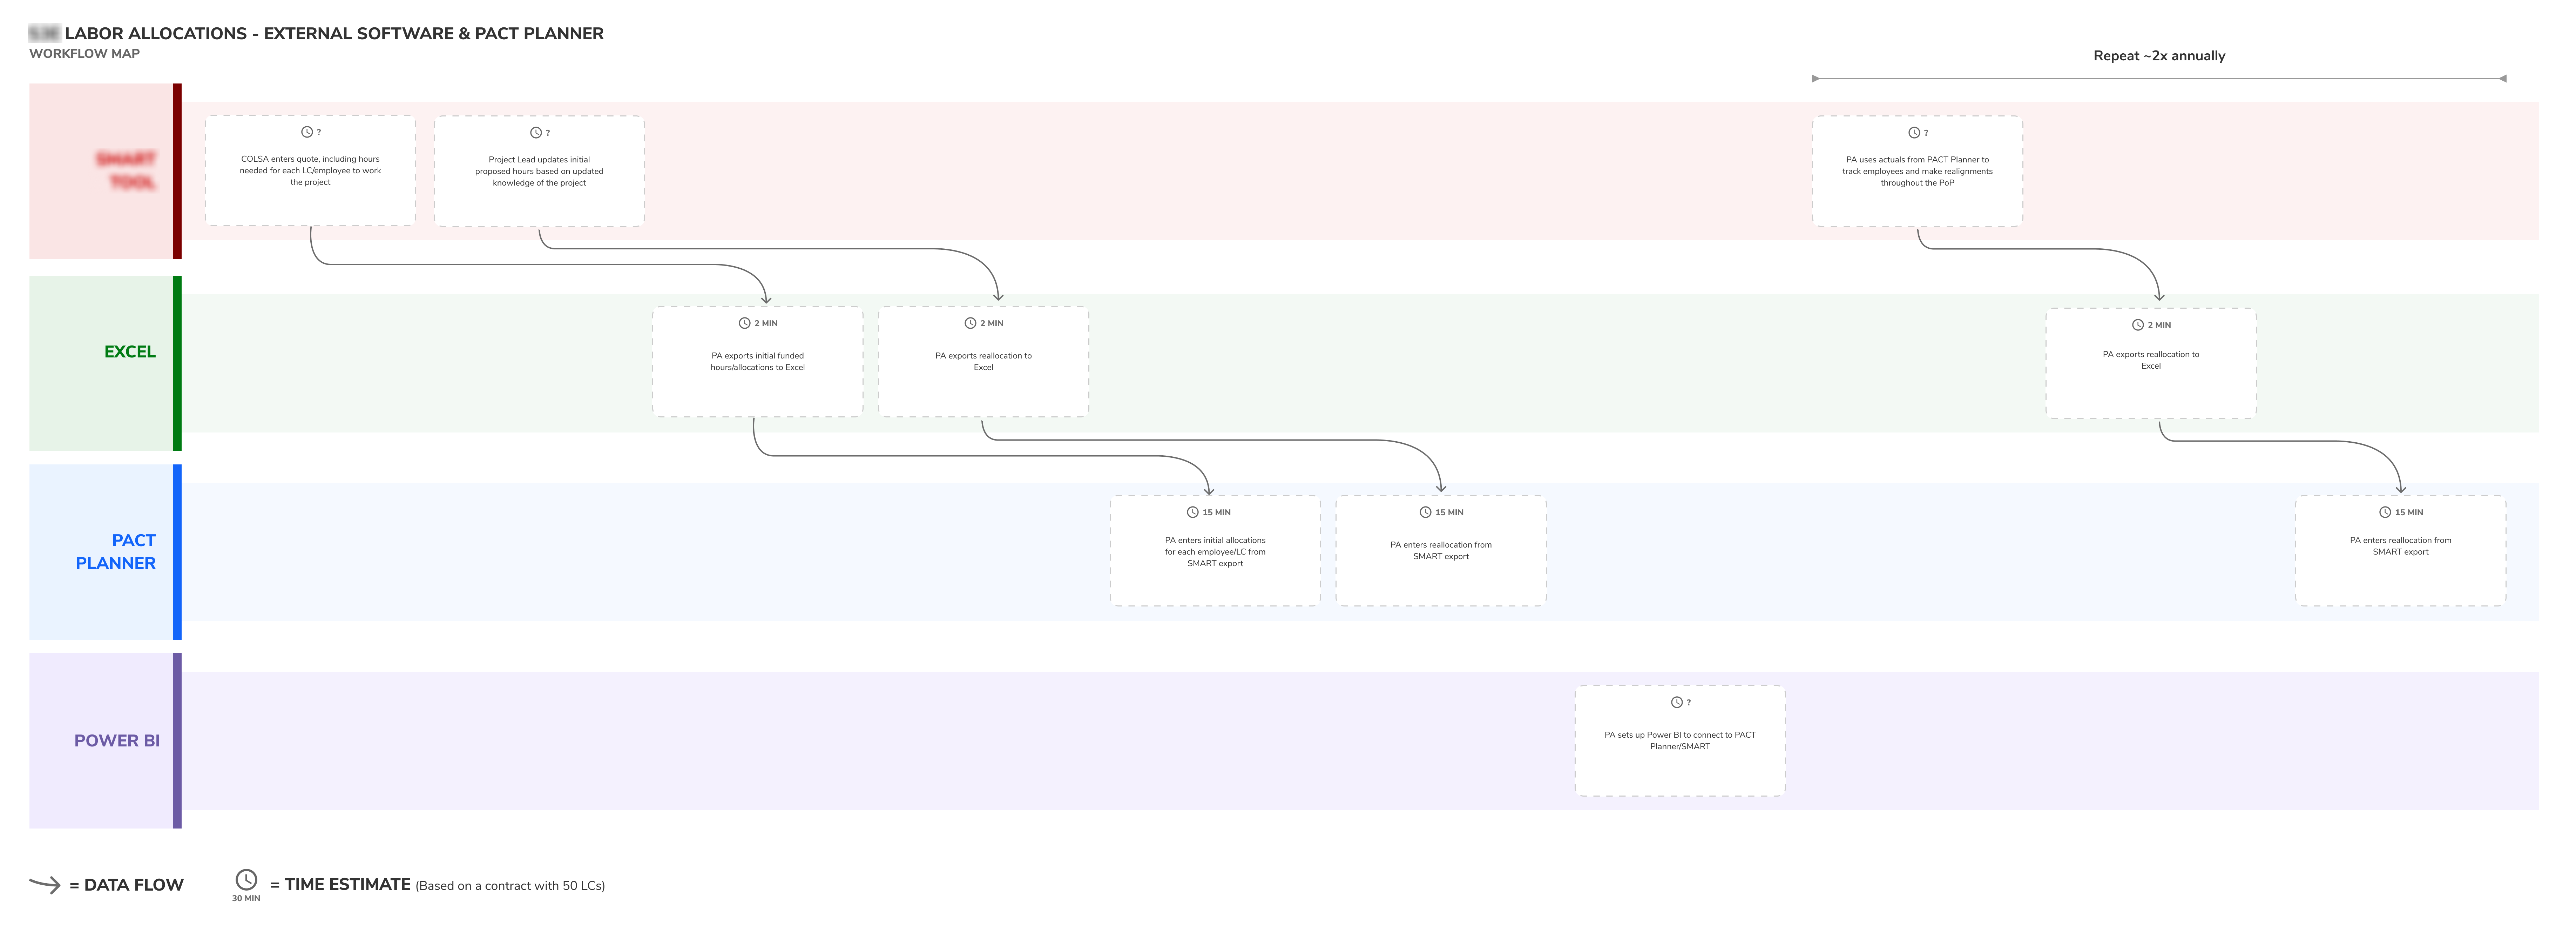 LABOR ALLOCATIONS - EXTERNAL SOFTWARE & PACT PLANNER
WORKFLOW MAP
Repeat ~2x annually
SMART
TOOL
?
COLSA enters quote, including hours
needed for each LC/employee to work
the project
?
Project Lead updates initial
proposed hours based on updated
knowledge of the project
?
PA uses actuals from PACT Planner to
track employees and make realignments
throughout the PoP
EXCEL
2 MIN
PA exports initial funded
hours/allocations to Excel
2 MIN
PA exports reallocation to
Excel
2 MIN
PA exports reallocation to
Excel
PACT
PLANNER
15 MIN
PA enters initial allocations
for each employee/LC from
SMART export
15 MIN
PA enters reallocation from
SMART export
15 MIN
PA enters reallocation from
SMART export
POWER BI
?
PA sets up Power BI to connect to PACT
Planner/SMART
= DATA FLOW
30 MIN
= TIME ESTIMATE (Based on a contract with 50 LCs)